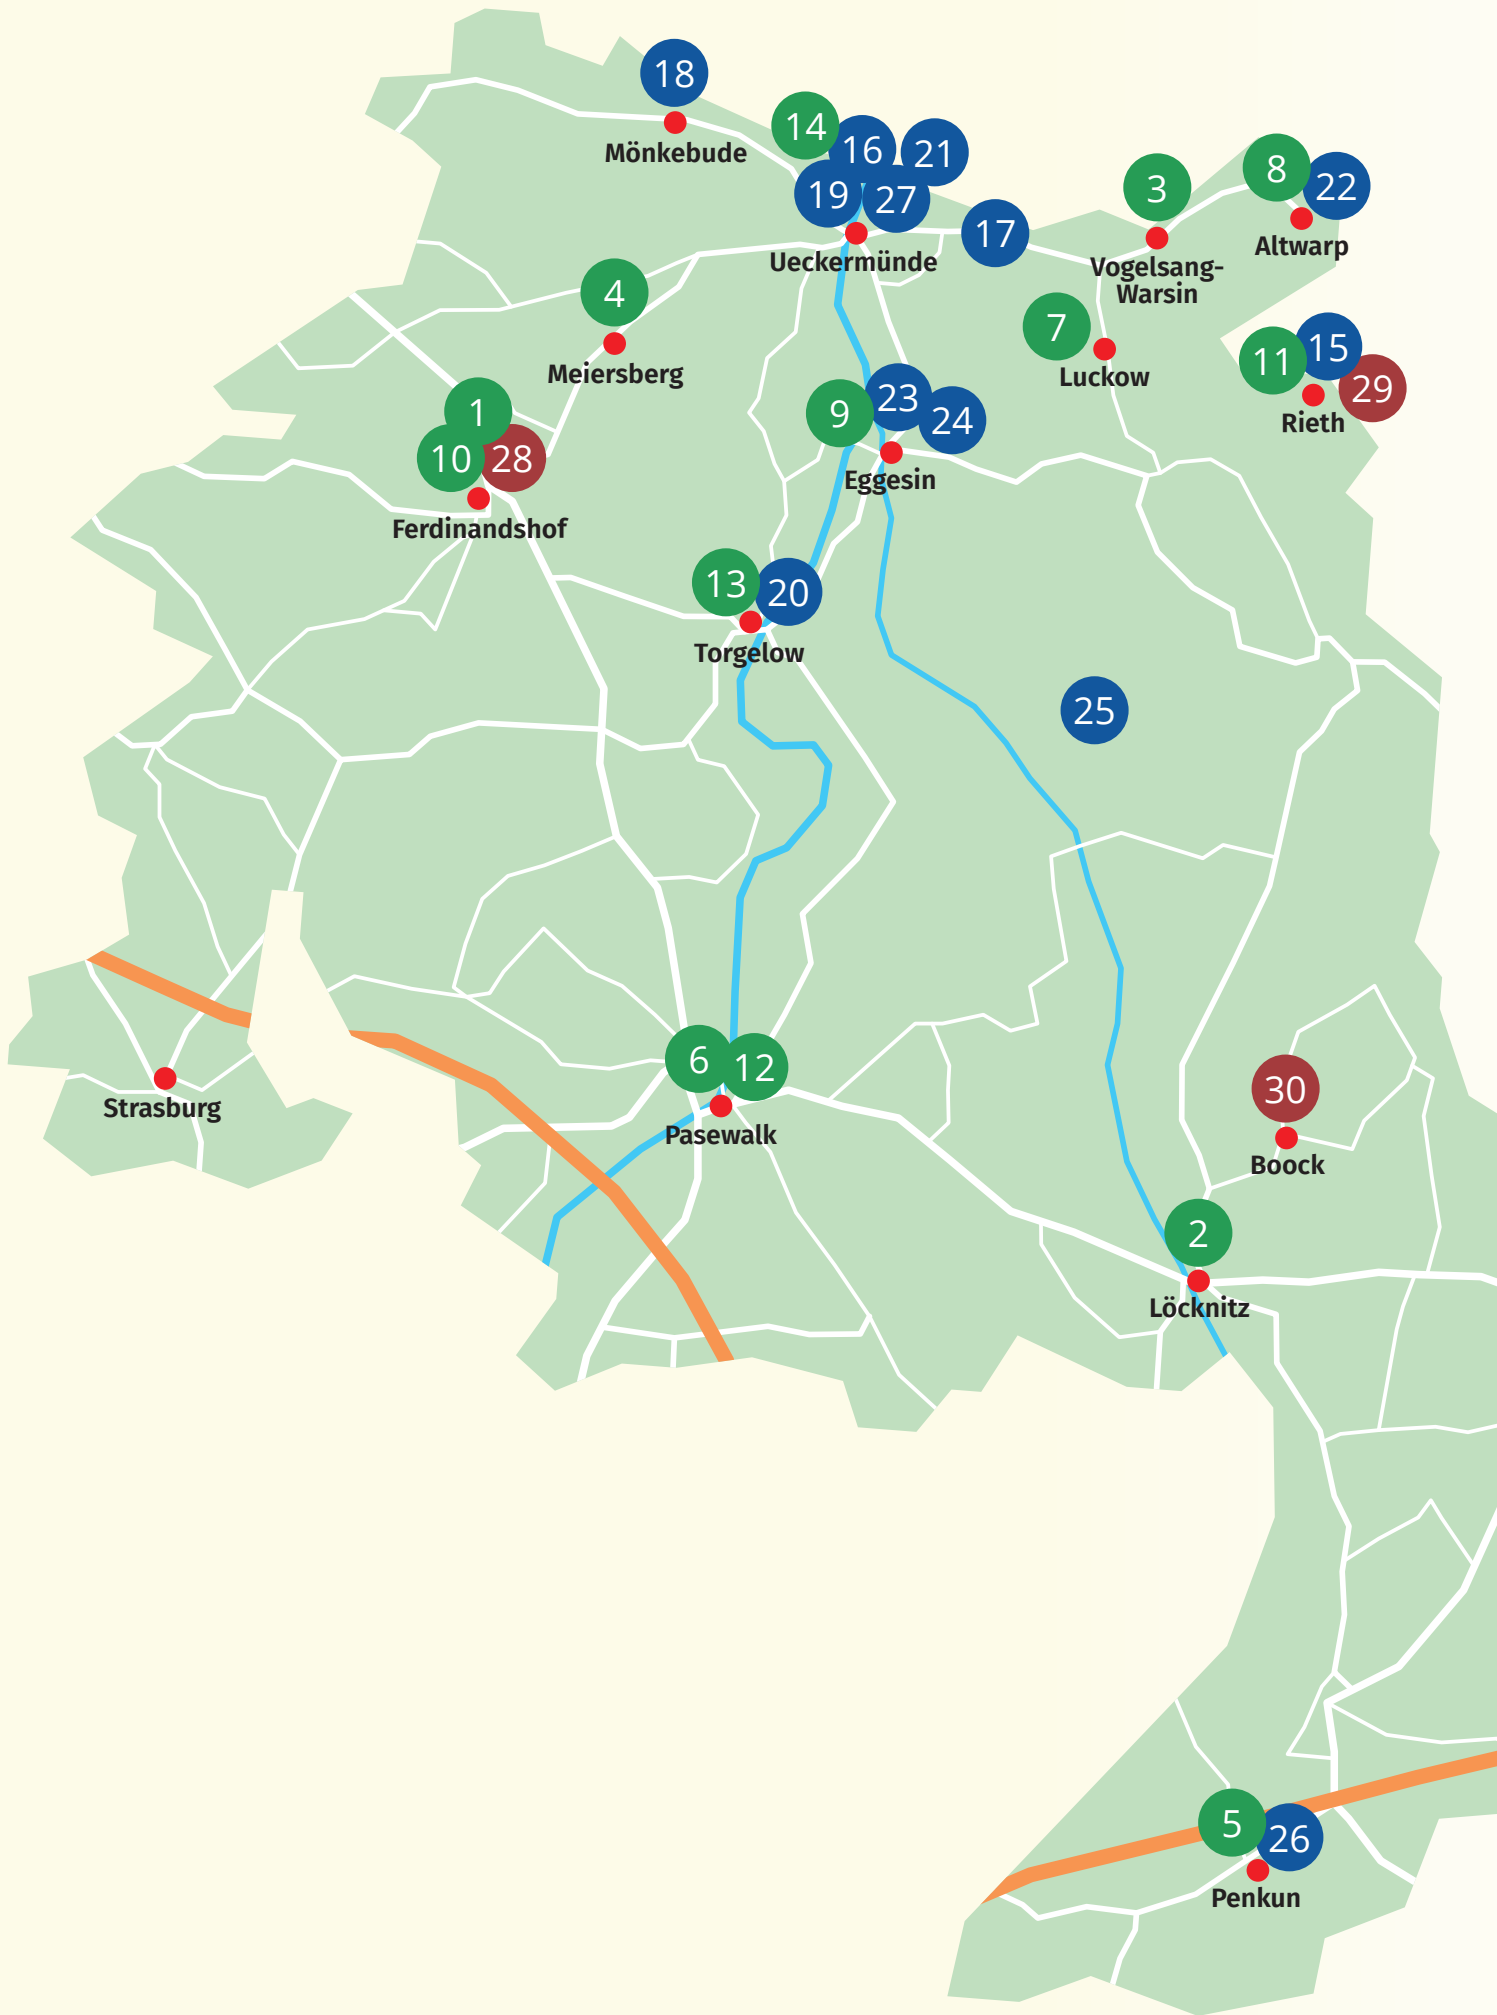 18
Mönkebude
14
16
21
19
27
Ueckermünde
17
3
Vogelsang-
Warsin
8
22
Altwarp
4
Meiersberg
7
Luckow
11
15
29
Rieth
1
10
28
Ferdinandshof
9
23
24
Eggesin
13
20
Torgelow
25
6
12
Pasewalk
Strasburg
30
Boock
2
Löcknitz
5
26
Penkun